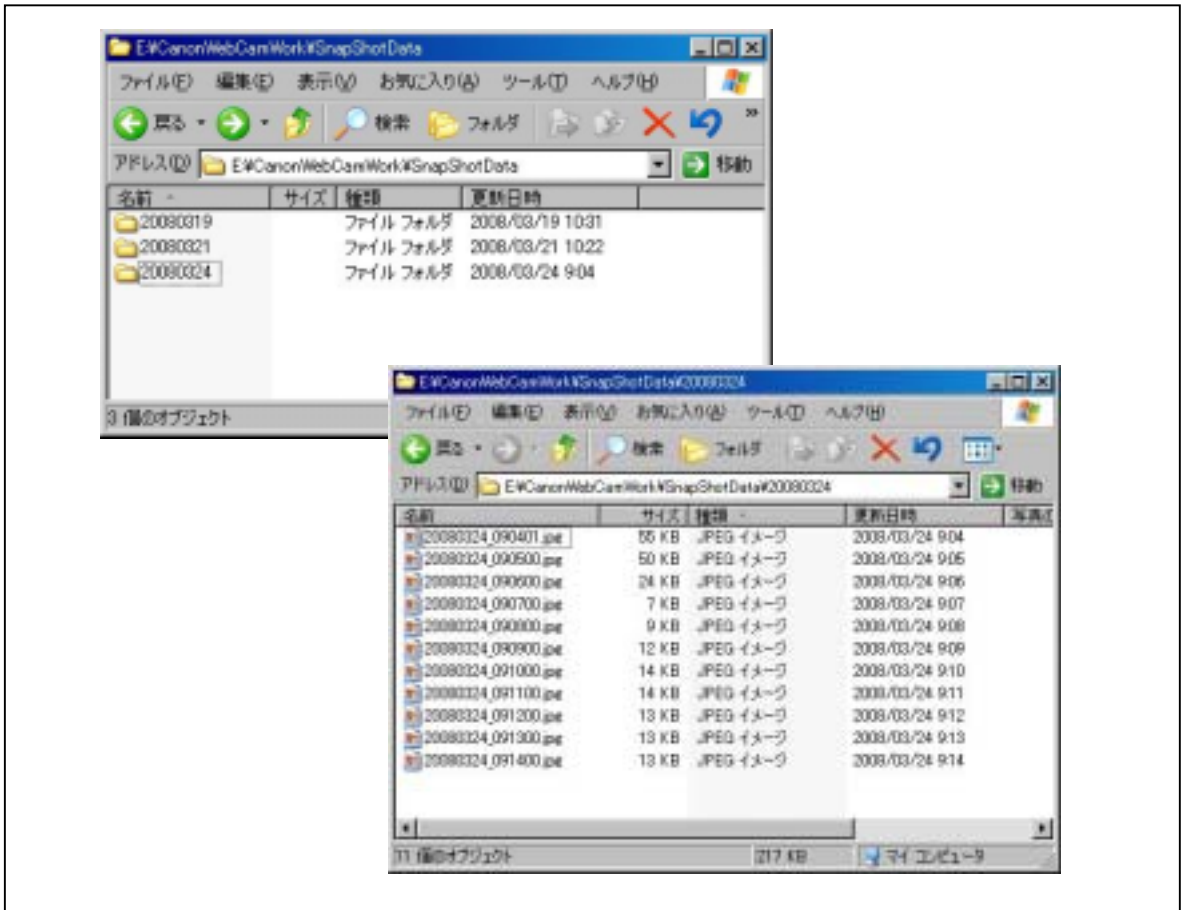 E:¥CanonWebCamWork¥SnapShotData
ファイル(F) 編集(E) 表示(V) お気に入り(A) ツール(T) ヘルプ(H)
戻る 検索 フォルダ »
アドレス(D) E:¥CanonWebCamWork¥SnapShotData 移動
名前 サイズ 種類 更新日時
20080319 ファイル フォルダ 2008/03/19 10:31
20080321 ファイル フォルダ 2008/03/21 10:22
20080324 ファイル フォルダ 2008/03/24 9:04
3 個のオブジェクト
E:¥CanonWebCamWork¥SnapShotData¥20080324
ファイル(F) 編集(E) 表示(V) お気に入り(A) ツール(T) ヘルプ(H)
戻る 検索 フォルダ
アドレス(D) E:¥CanonWebCamWork¥SnapShotData¥20080324 移動
名前 サイズ 種類 更新日時 写真の
20080324_090401.jpg 55 KB JPEG イメージ 2008/03/24 9:04
20080324_090500.jpg 50 KB JPEG イメージ 2008/03/24 9:05
20080324_090600.jpg 24 KB JPEG イメージ 2008/03/24 9:06
20080324_090700.jpg 7 KB JPEG イメージ 2008/03/24 9:07
20080324_090800.jpg 9 KB JPEG イメージ 2008/03/24 9:08
20080324_090900.jpg 12 KB JPEG イメージ 2008/03/24 9:09
20080324_091000.jpg 14 KB JPEG イメージ 2008/03/24 9:10
20080324_091100.jpg 14 KB JPEG イメージ 2008/03/24 9:11
20080324_091200.jpg 13 KB JPEG イメージ 2008/03/24 9:12
20080324_091300.jpg 13 KB JPEG イメージ 2008/03/24 9:13
20080324_091400.jpg 13 KB JPEG イメージ 2008/03/24 9:14
11 個のオブジェクト 217 KB マイ コンピュータ